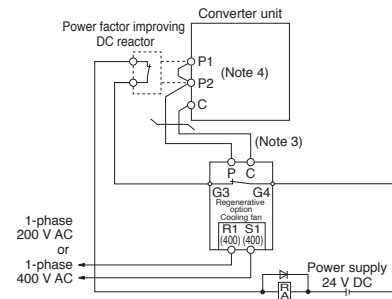 Converter unit
Power factor improving
DC reactor
P1
(Note 4)
P2
C
(Note 3)
P C
G3 G4
Regenerative
option
Cooling fan
R1 S1
(400) (400)
1-phase
200 V AC
or
1-phase
400 V AC
Power supply
24 V DC
R
A